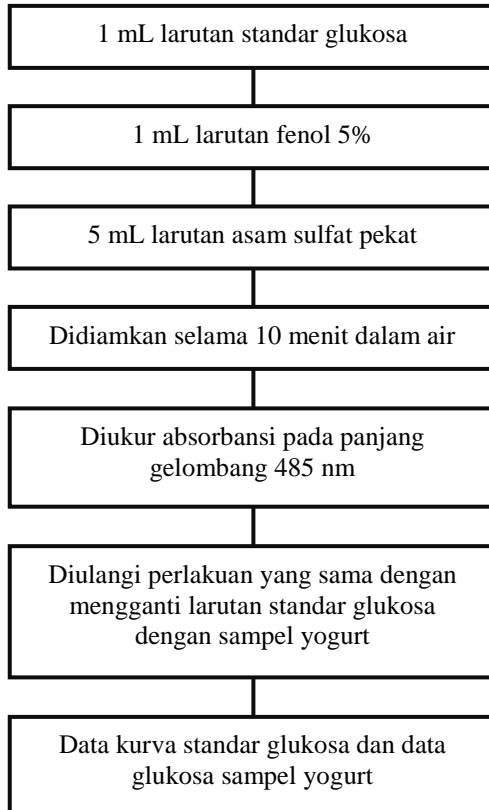 1 mL larutan standar glukosa
1 mL larutan fenol 5%
5 mL larutan asam sulfat pekat
Didiamkan selama 10 menit dalam air
Diukur absorbansi pada panjang
gelombang 485 nm
Diulangi perlakuan yang sama dengan
mengganti larutan standar glukosa
dengan sampel yogurt
Data kurva standar glukosa dan data
glukosa sampel yogurt